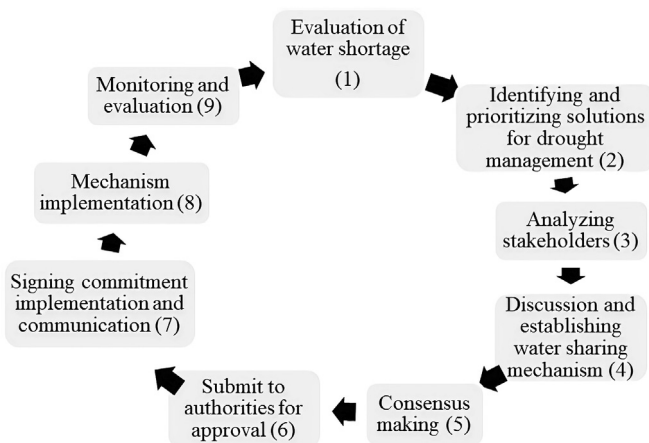 Evaluation of
water shortage
(1)
Identifying and
prioritizing solutions
for drought
management (2)
Analyzing
stakeholders (3)
Discussion and
establishing
water sharing
mechanism (4)
Consensus
making (5)
Submit to
authorities for
approval (6)
Signing commitment
implementation and
communication (7)
Mechanism
implementation (8)
Monitoring and
evaluation (9)